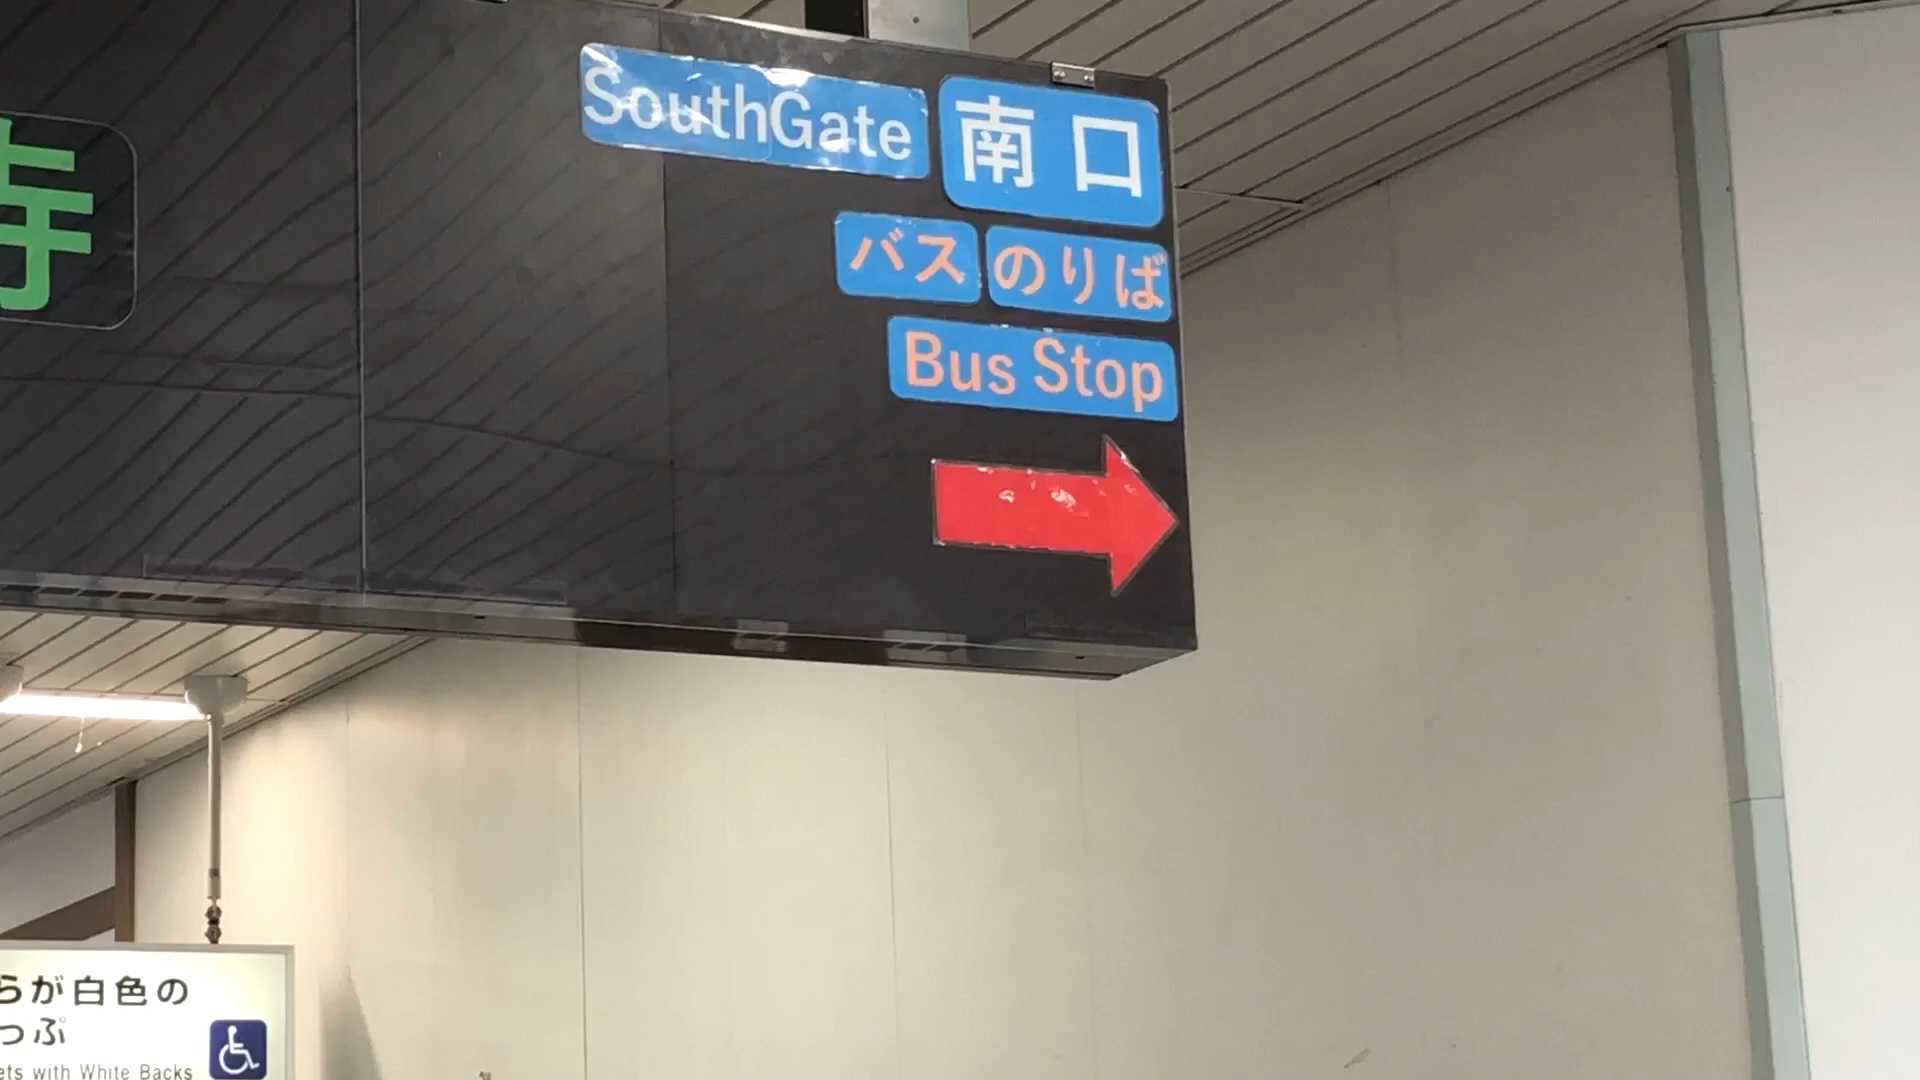 寺
SouthGate 南口
バスのりば
Bus Stop
らが白色の
っぷ
ets with White Backs